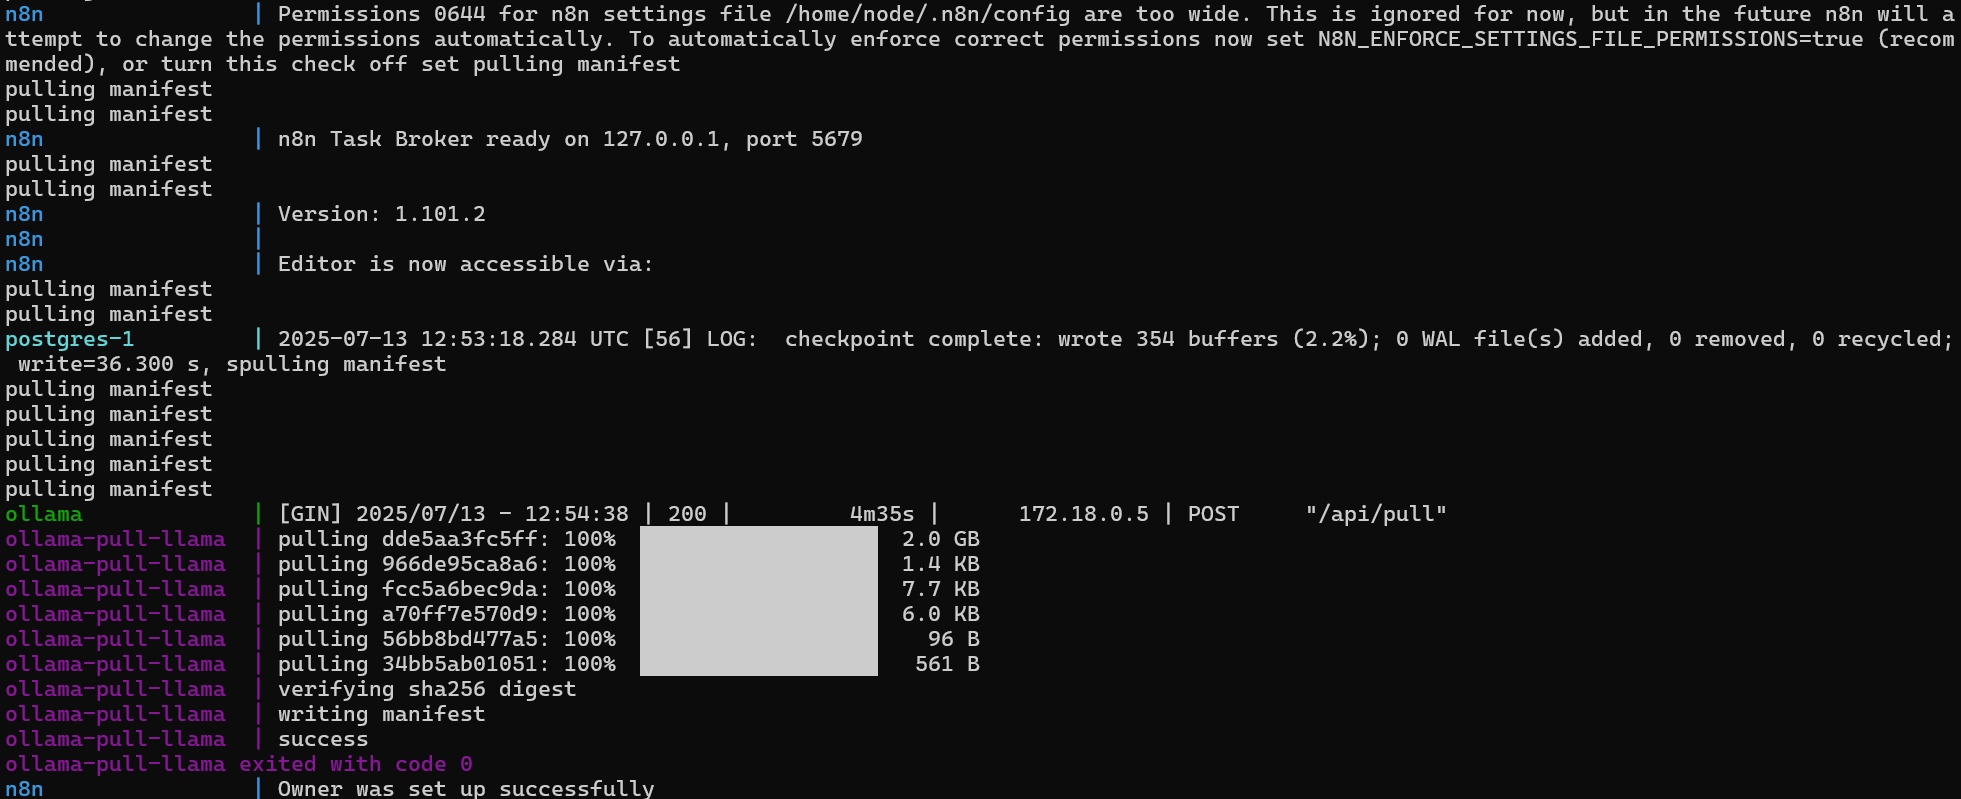 n8n | Permissions 0644 for n8n settings file /home/node/.n8n/config are too wide. This is ignored for now, but in the future n8n will a
ttempt to change the permissions automatically. To automatically enforce correct permissions now set N8N_ENFORCE_SETTINGS_FILE_PERMISSIONS=true (recom
mended), or turn this check off set pulling manifest
pulling manifest
pulling manifest
n8n | n8n Task Broker ready on 127.0.0.1, port 5679
pulling manifest
pulling manifest
n8n | Version: 1.101.2
n8n |
n8n | Editor is now accessible via:
pulling manifest
pulling manifest
postgres-1 | 2025-07-13 12:53:18.284 UTC [56] LOG:  checkpoint complete: wrote 354 buffers (2.2%); 0 WAL file(s) added, 0 removed, 0 recycled;
 write=36.300 s, spulling manifest
pulling manifest
pulling manifest
pulling manifest
pulling manifest
pulling manifest
ollama | [GIN] 2025/07/13 - 12:54:38 | 200 | 4m35s | 172.18.0.5 | POST "/api/pull"
ollama-pull-llama | pulling dde5aa3fc5ff: 100% 2.0 GB
ollama-pull-llama | pulling 966de95ca8a6: 100% 1.4 KB
ollama-pull-llama | pulling fcc5a6bec9da: 100% 7.7 KB
ollama-pull-llama | pulling a70ff7e570d9: 100% 6.0 KB
ollama-pull-llama | pulling 56bb8bd477a5: 100% 96 B
ollama-pull-llama | pulling 34bb5ab01051: 100% 561 B
ollama-pull-llama | verifying sha256 digest
ollama-pull-llama | writing manifest
ollama-pull-llama | success
ollama-pull-llama exited with code 0
n8n | Owner was set up successfully